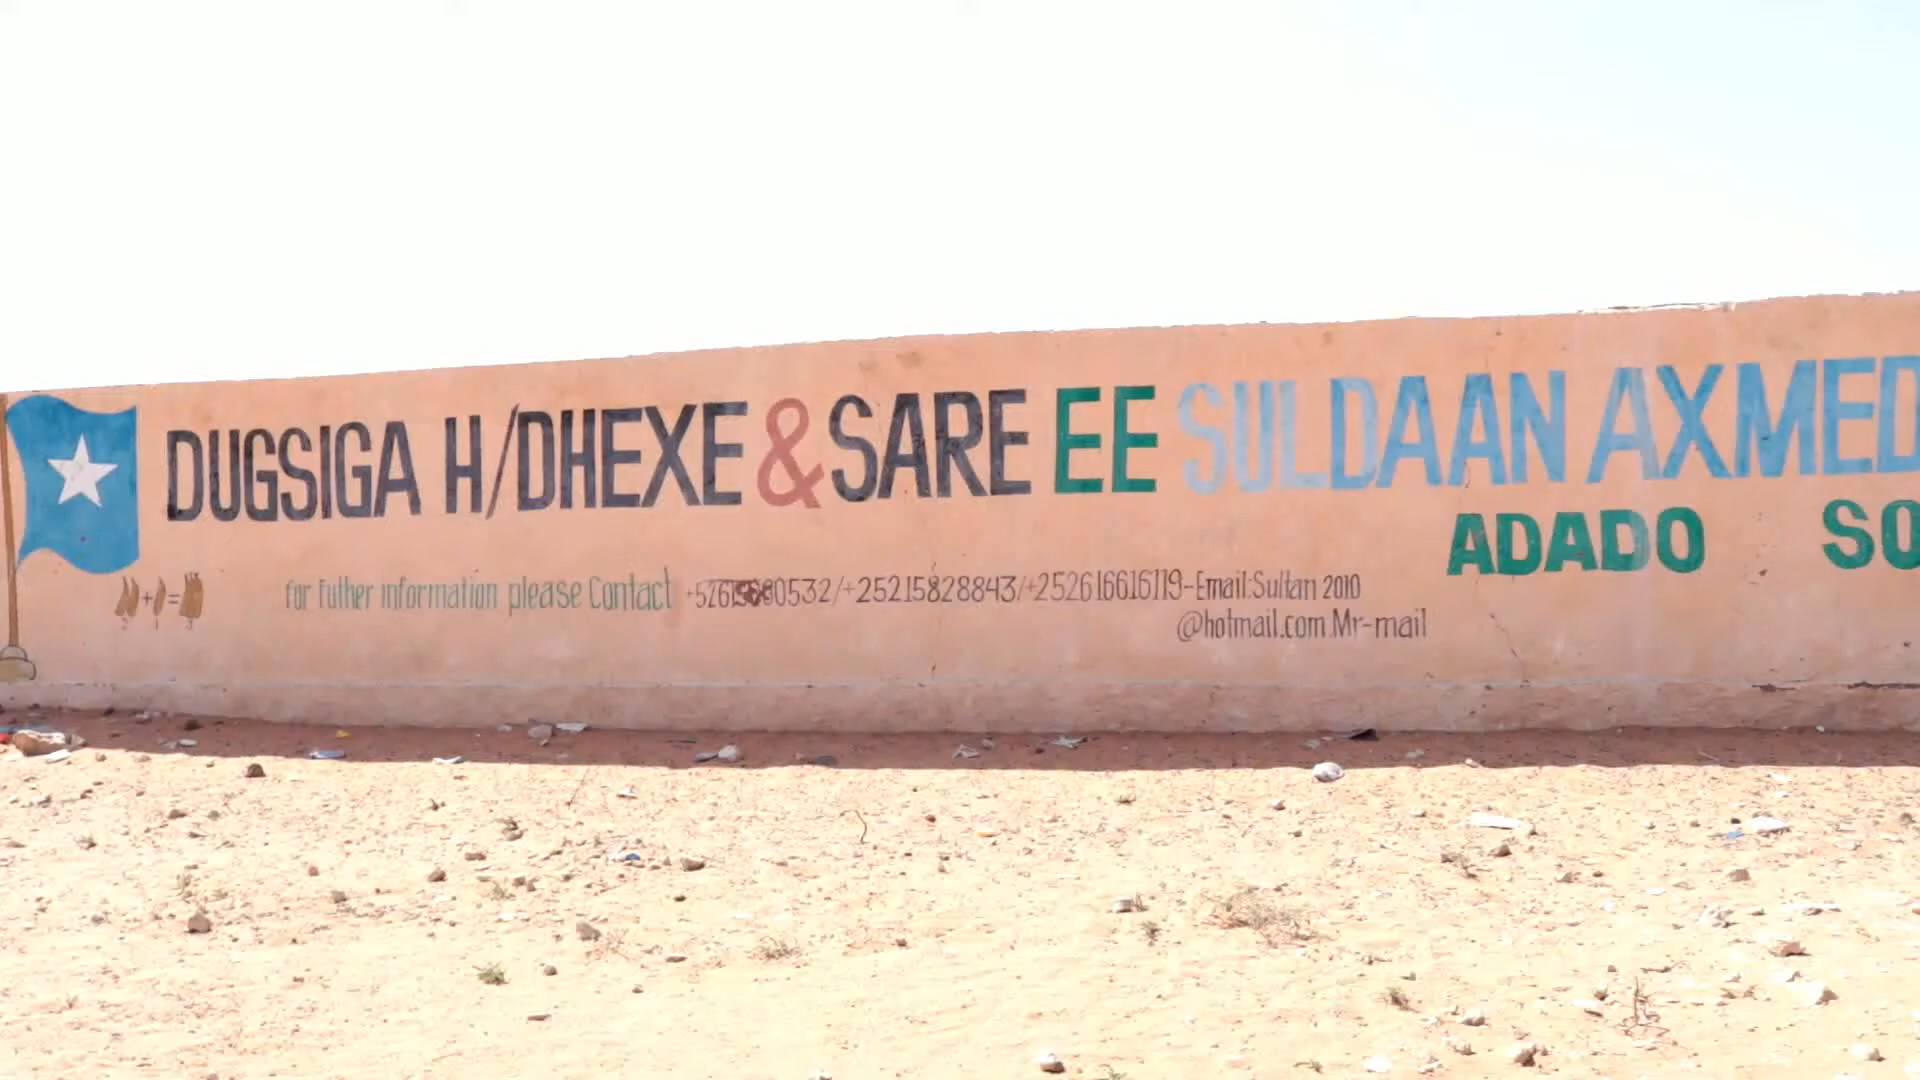 DUGSIGA H/DHEXE & SARE EE SULDAAN AXMED
ADADO SO
for Futher information please Contact /+25215828843/+252616616119-Email:Sultan 2010
@hotmail.com.Mr-mail